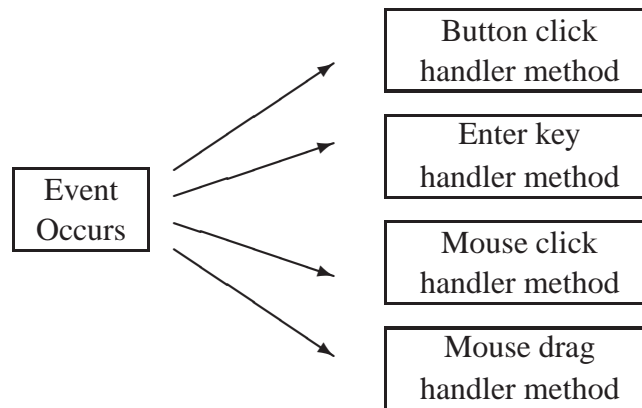 Button click
handler method
Enter key
handler method
Event
Occurs
Mouse click
handler method
Mouse drag
handler method